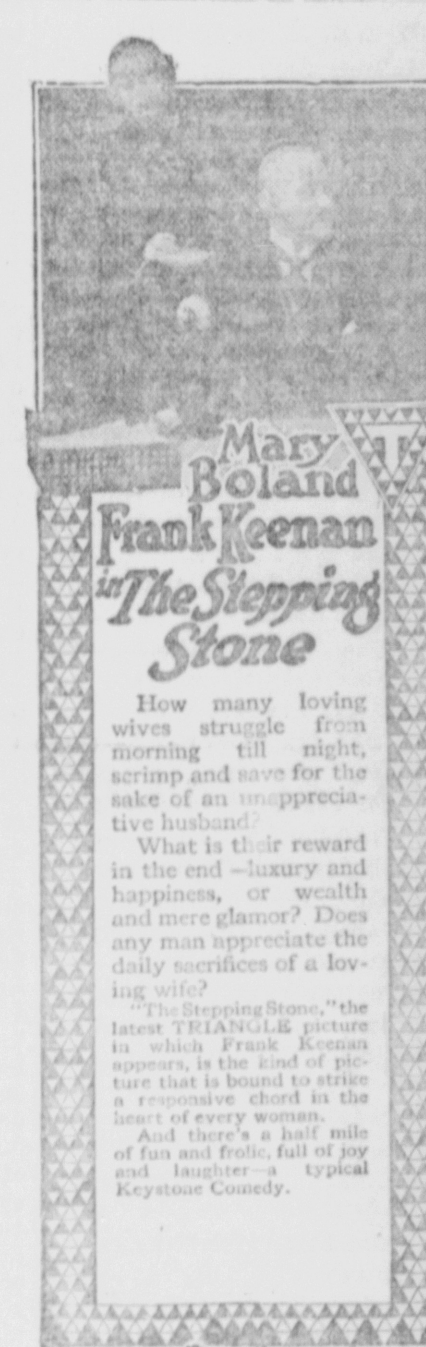 Mary
Boland
T
Frank Keenan
in The Stepping
Stone
How many loving
wives struggle from
morning till night,
scrimp and save for the
sake of an unapprecia-
tive husband?
What is their reward
in the end—luxury and
happiness, or wealth
and mere glamor? Does
any man appreciate the
daily sacrifices of a lov-
ing wife?
"The Stepping Stone," the
latest TRIANGLE picture
in which Frank Keenan
appears, is the kind of pic-
ture that is bound to strike
a responsive chord in the
heart of every woman.
And there's a half mile
of fun and frolic, full of joy
and laughter—a typical
Keystone Comedy.